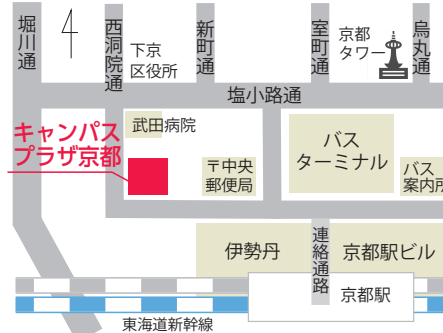 堀川通
西洞院通
下京
区役所
新町通
室町通
京都
タワー
烏丸通
塩小路通
キャンパス
プラザ京都
武田病院
〒中央
郵便局
バス
ターミナル
バス
案内所
伊勢丹
連絡通路
京都駅ビル
京都駅
東海道新幹線